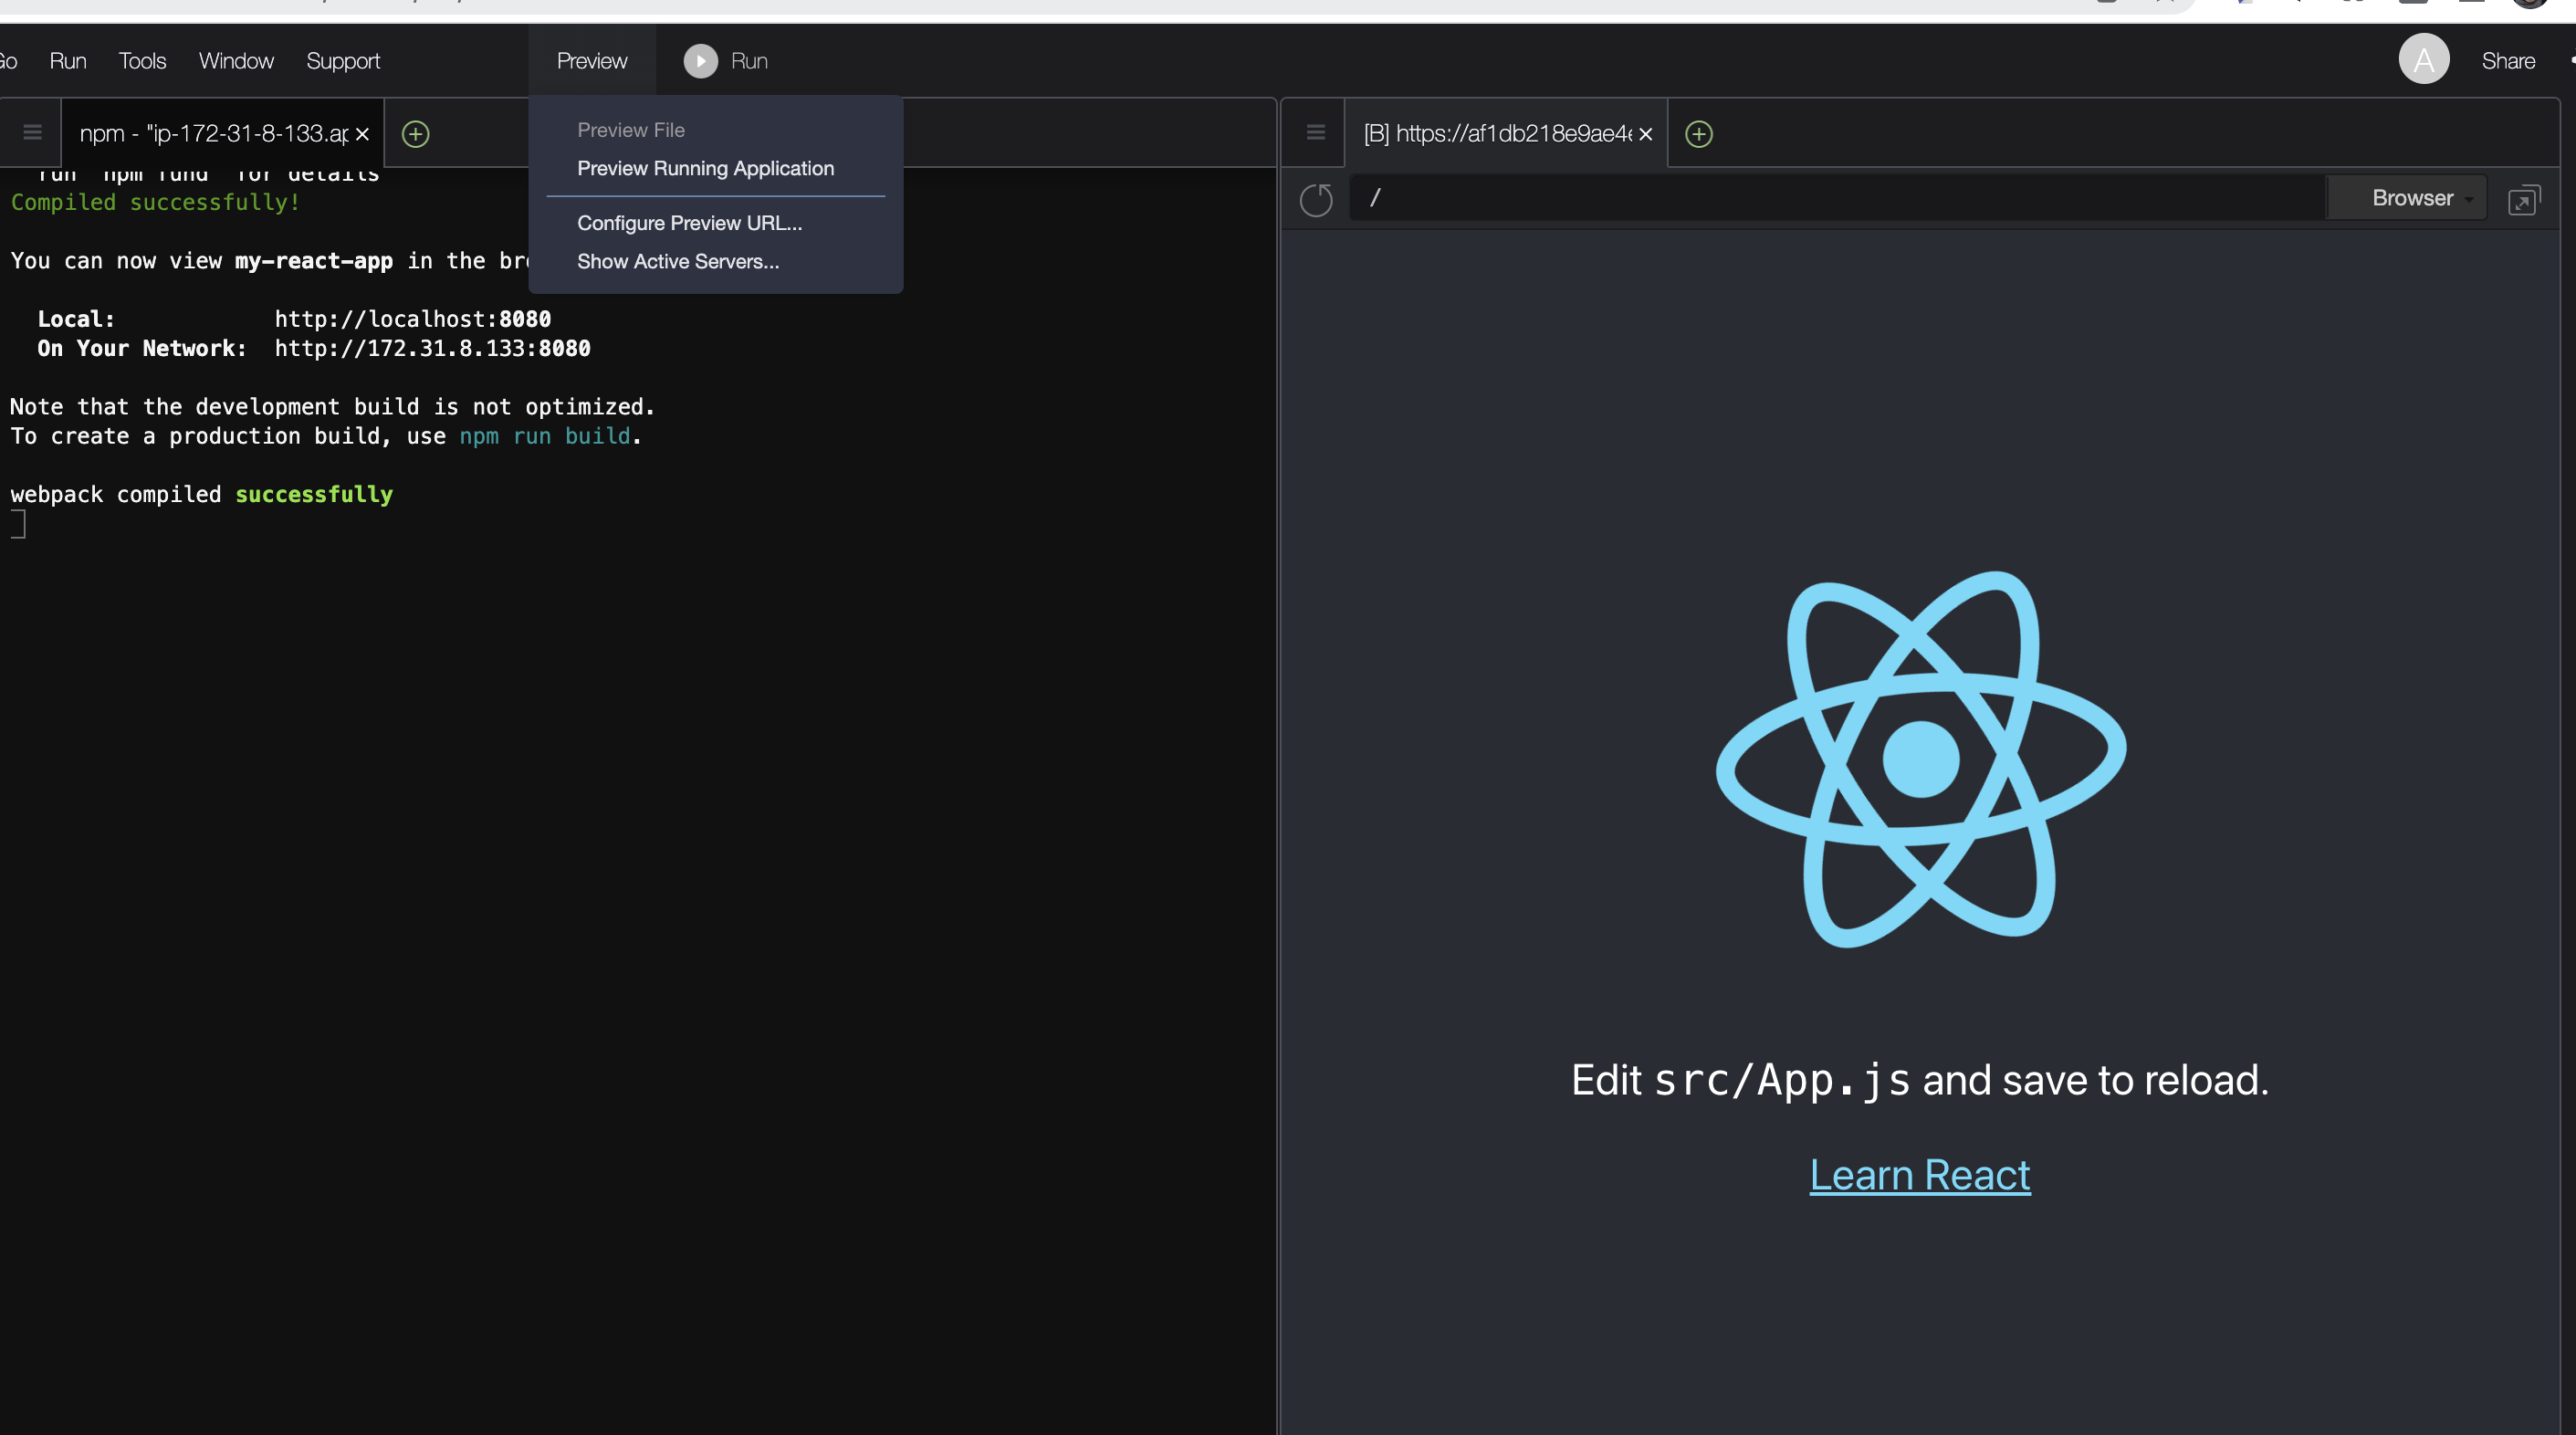 Run Tools Window Support Preview Run A Share
npm - "ip-172-31-8-133.ap
[B] https://af1db218e9ae4
Preview File
Preview Running Application
Configure Preview URL...
Show Active Servers...
run npm fund for details
Compiled successfully!
You can now view my-react-app in the
Local: http://localhost:8080
On Your Network: http://172.31.8.133:8080
Note that the development build is not optimized.
To create a production build, use npm run build.
webpack compiled successfully
/ Browser
Edit src/App.js and save to reload.
Learn React